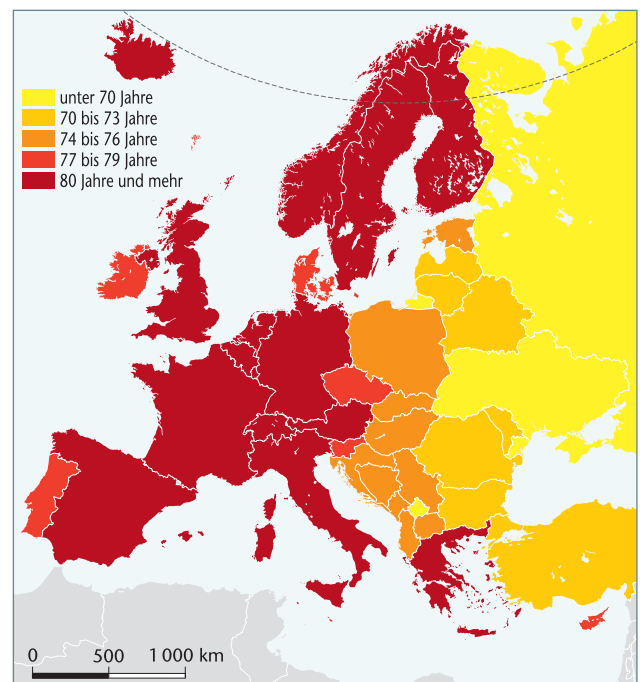 unter 70 Jahre
70 bis 73 Jahre
74 bis 76 Jahre
77 bis 79 Jahre
80 Jahre und mehr
0 500 1 000 km